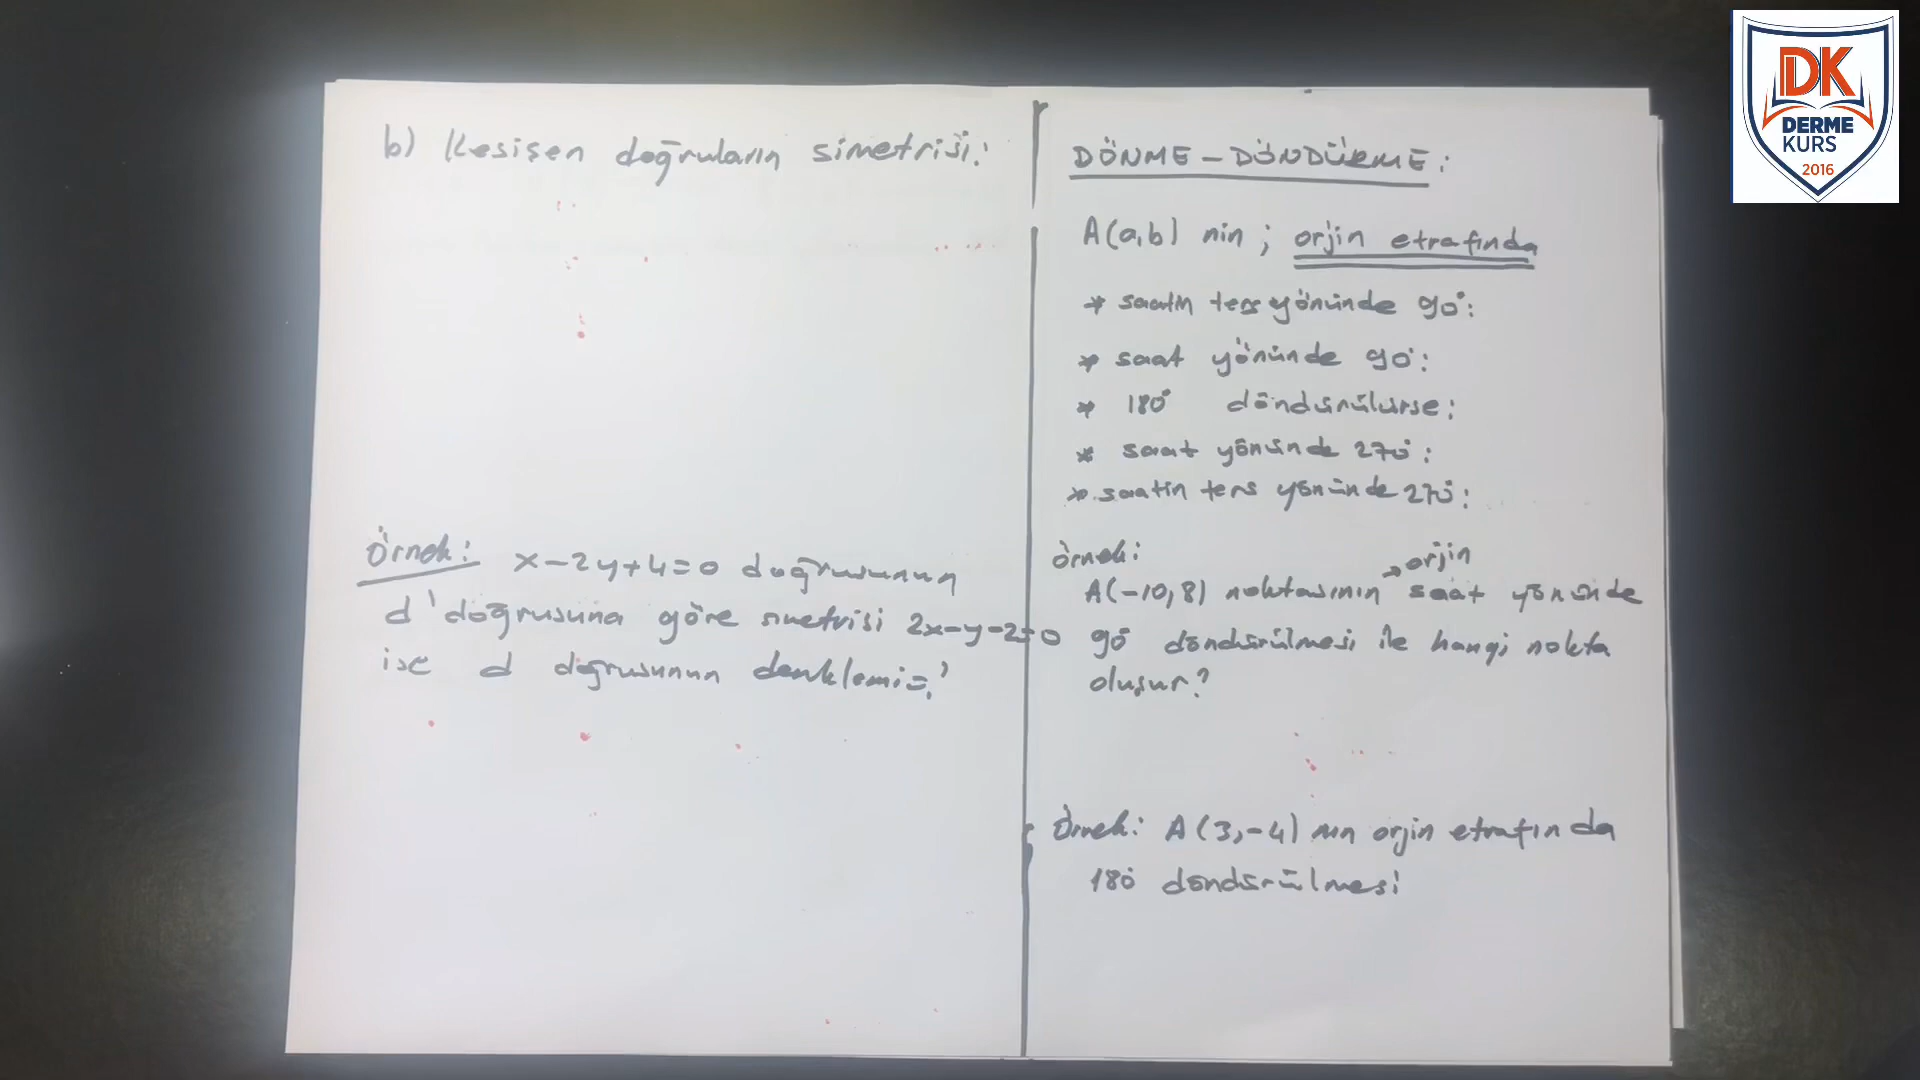 b) Kesişen doğruların simetrisi:
Örnek: x-2y+4=0 doğrusunun
d doğrusuna göre simetrisi 2x-y-2=0
ise d doğrusunun denklemi=?
DÖNME-DÖNDÜRME:
A(a,b) nin ; orjin etrafında
* saatin ters yönünde 90°:
* saat yönünde 90°:
* 180° döndürülürse:
* saat yönünde 270°:
* saatin ters yönünde 270°:
örnek:
orjin
A(-10,8) noktasının → saat yönünde
90° döndürülmesi ile hangi nokta
oluşur?
Örnek: A(3,-4) nın orjin etrafında
180° döndürülmesi
DK
DERME
KURS
2016